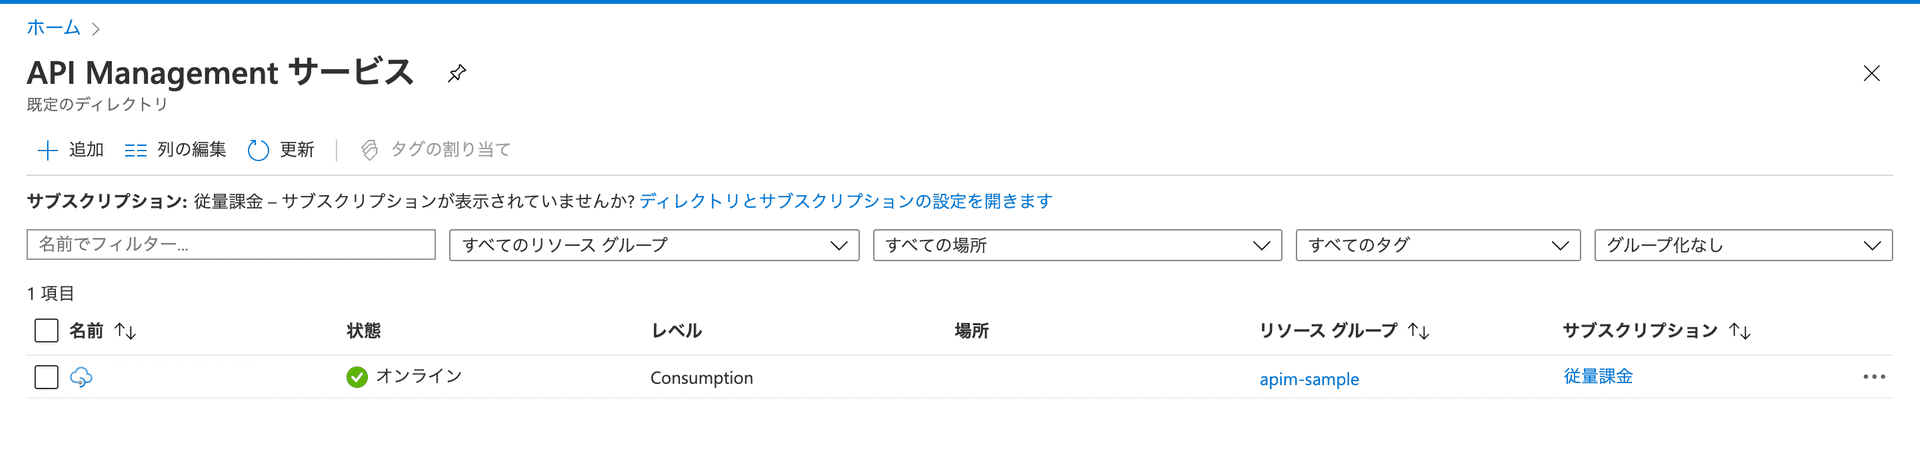 ホーム
API Management サービス
既定のディレクトリ
追加 列の編集 更新 タグの割り当て
サブスクリプション: 従量課金 – サブスクリプションが表示されていませんか? ディレクトリとサブスクリプションの設定を開きます
名前でフィルター... すべてのリソース グループ すべての場所 すべてのタグ グループ化なし
1 項目
名前 ↑↓ 状態 レベル 場所 リソース グループ ↑↓ サブスクリプション ↑↓
オンライン Consumption apim-sample 従量課金